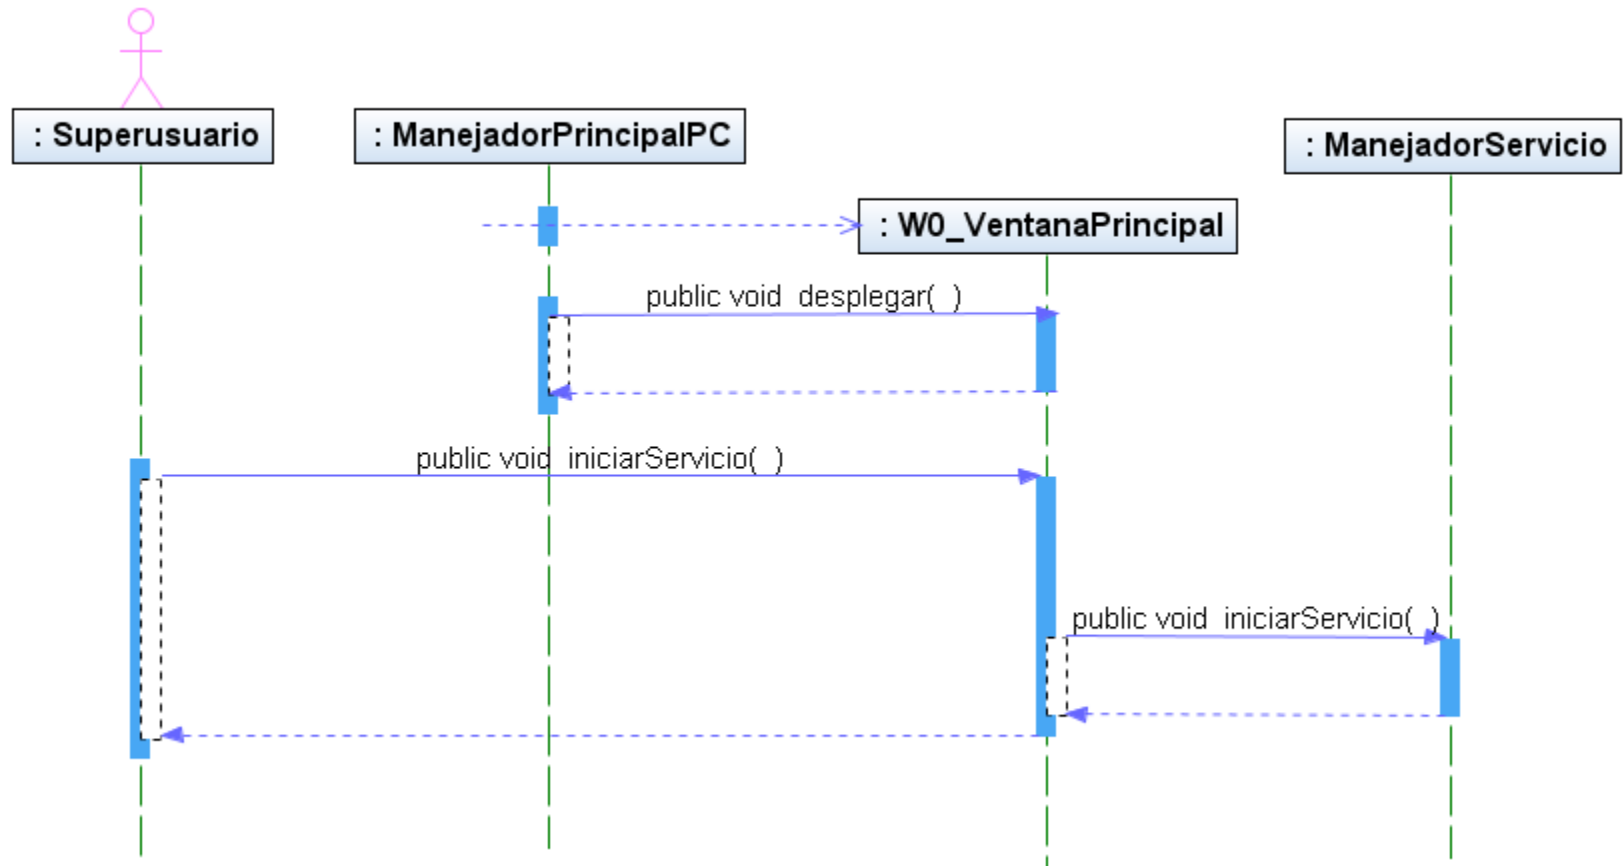 : Superusuario
: ManejadorPrincipalPC
: ManejadorServicio
: W0_VentanaPrincipal
public void desplegar( )
public void iniciarServicio( )
public void iniciarServicio( )